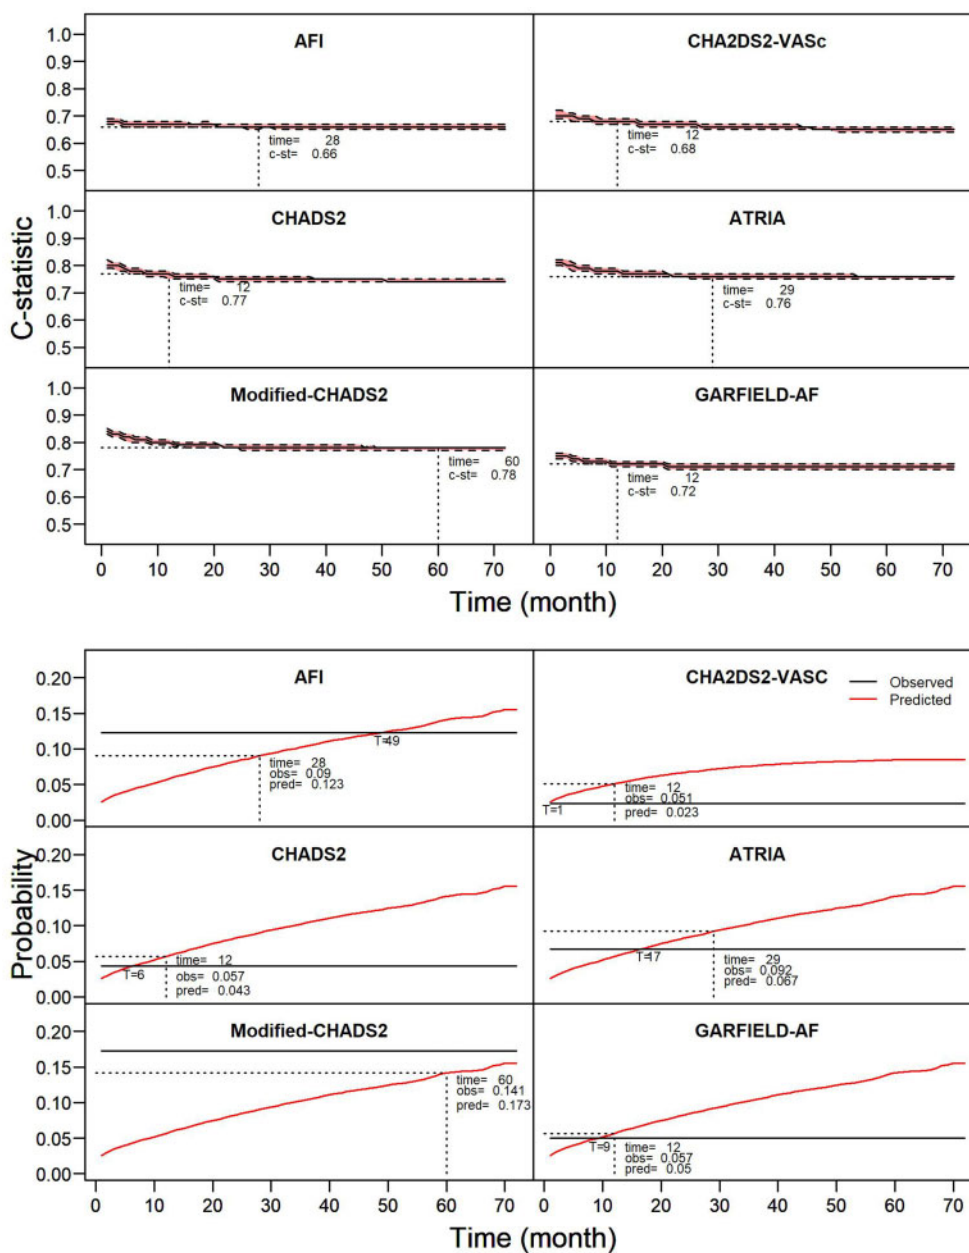 AFI
CHA2DS2-VASc
1.0
0.9
0.8
0.7
0.6
0.5
time= 28
c-st= 0.66
time= 12
c-st= 0.68
CHADS2
ATRIA
1.0
0.9
0.8
0.7
0.6
0.5
time= 12
c-st= 0.77
time= 29
c-st= 0.76
C-statistic
Modified-CHADS2
GARFIELD-AF
1.0
0.9
0.8
0.7
0.6
0.5
time= 60
c-st= 0.78
time= 12
c-st= 0.72
0 10 20 30 40 50 60 70 0 10 20 30 40 50 60 70
Time (month)
AFI
CHA2DS2-VASC
Observed
Predicted
0.20
0.15
0.10
0.05
0.00
T=49
time= 28
obs= 0.09
pred= 0.123
T=1
time= 12
obs= 0.051
pred= 0.023
CHADS2
ATRIA
0.20
0.15
0.10
0.05
0.00
T=6
time= 12
obs= 0.057
pred= 0.043
T=17
time= 29
obs= 0.092
pred= 0.067
Probability
Modified-CHADS2
GARFIELD-AF
0.20
0.15
0.10
0.05
0.00
time= 60
obs= 0.141
pred= 0.173
T=9
time= 12
obs= 0.057
pred= 0.05
0 10 20 30 40 50 60 70 0 10 20 30 40 50 60 70
Time (month)